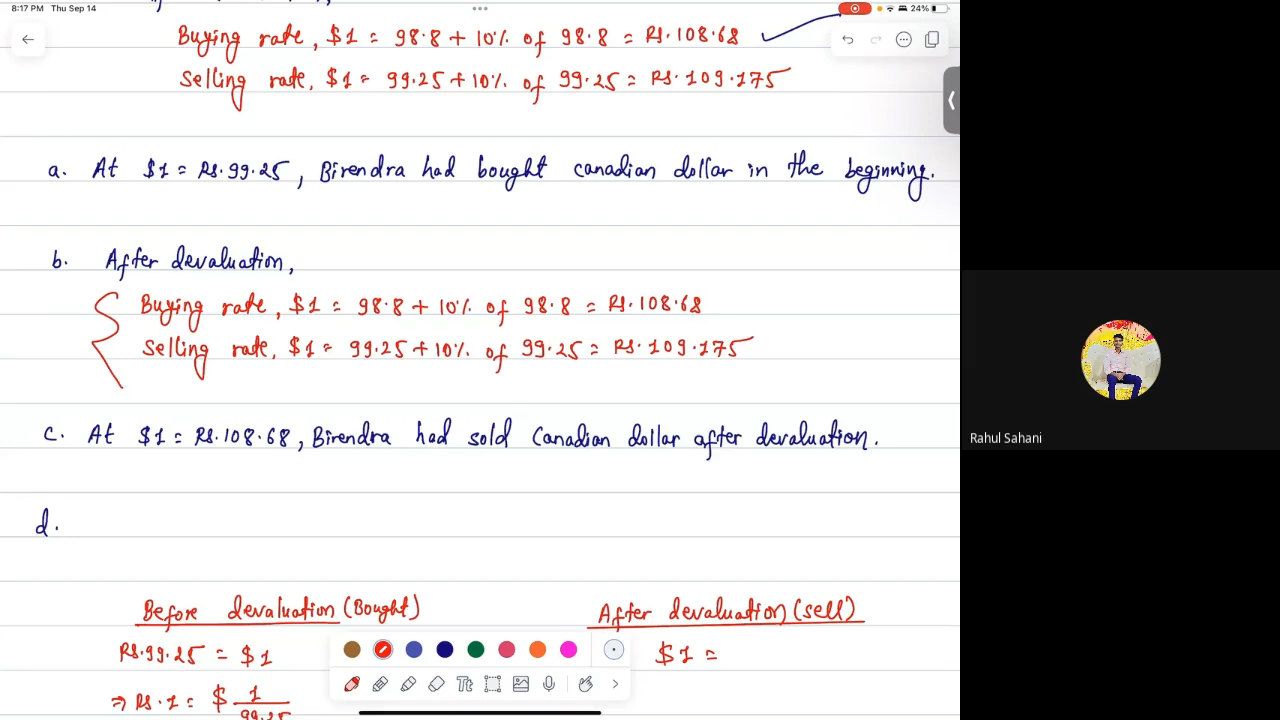 8:17 PM Thu Sep 14
24%
Buying rate, $1 = 98.8 + 10% of 98.8 = Rs.108.68
Selling rate, $1 = 99.25 + 10% of 99.25 = Rs.109.175
a. At $1 = Rs.99.25, Birendra had bought canadian dollar in the beginning.
b. After devaluation,
Buying rate, $1 = 98.8 + 10% of 98.8 = Rs.108.68
Selling rate, $1 = 99.25 + 10% of 99.25 = Rs.109.175
c. At $1 = Rs.108.68, Birendra had sold Canadian dollar after devaluation.
d.
Before devaluation (Bought)
Rs.99.25 = $1
⇒ Rs.1 = $ 1/99.25
After devaluation (sell)
$1 =
Tt
Rahul Sahani